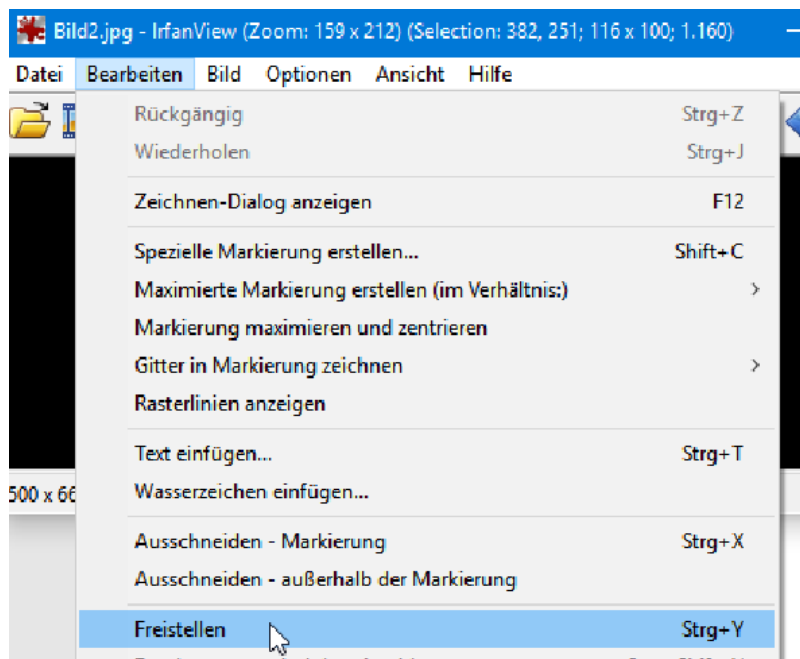 Bild2.jpg - IrfanView (Zoom: 159 x 212) (Selection: 382, 251; 116 x 100; 1.160)
Datei Bearbeiten Bild Optionen Ansicht Hilfe
Rückgängig Strg+Z
Wiederholen Strg+J
Zeichnen-Dialog anzeigen F12
Spezielle Markierung erstellen... Shift+C
Maximierte Markierung erstellen (im Verhältnis:)
Markierung maximieren und zentrieren
Gitter in Markierung zeichnen
Rasterlinien anzeigen
Text einfügen... Strg+T
500 x 66
Wasserzeichen einfügen...
Ausschneiden - Markierung Strg+X
Ausschneiden - außerhalb der Markierung
Freistellen Strg+Y